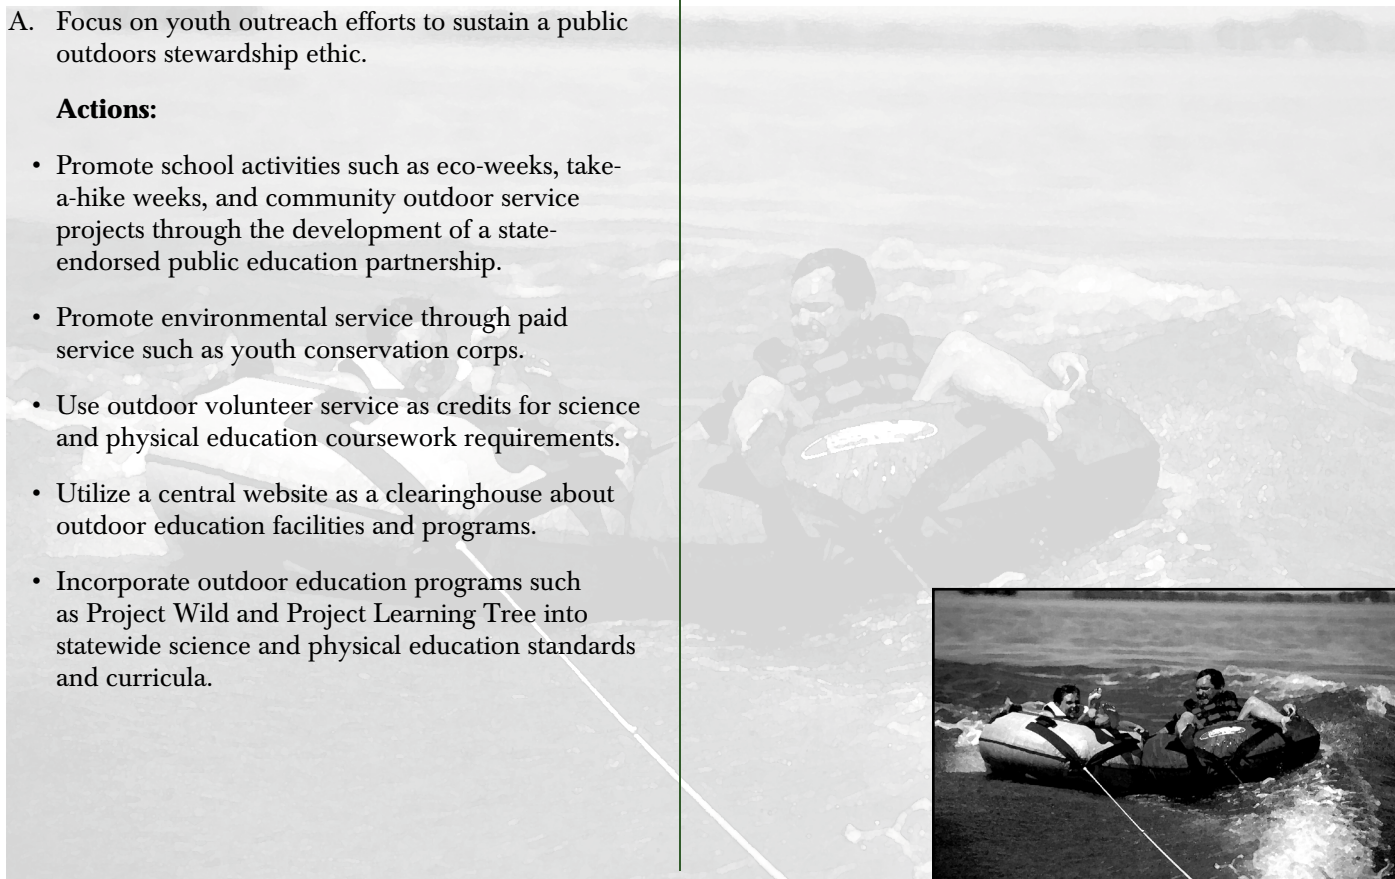 A. Focus on youth outreach efforts to sustain a public
outdoors stewardship ethic.
Actions:
• Promote school activities such as eco-weeks, take-
a-hike weeks, and community outdoor service
projects through the development of a state-
endorsed public education partnership.
• Promote environmental service through paid
service such as youth conservation corps.
• Use outdoor volunteer service as credits for science
and physical education coursework requirements.
• Utilize a central website as a clearinghouse about
outdoor education facilities and programs.
• Incorporate outdoor education programs such
as Project Wild and Project Learning Tree into
statewide science and physical education standards
and curricula.